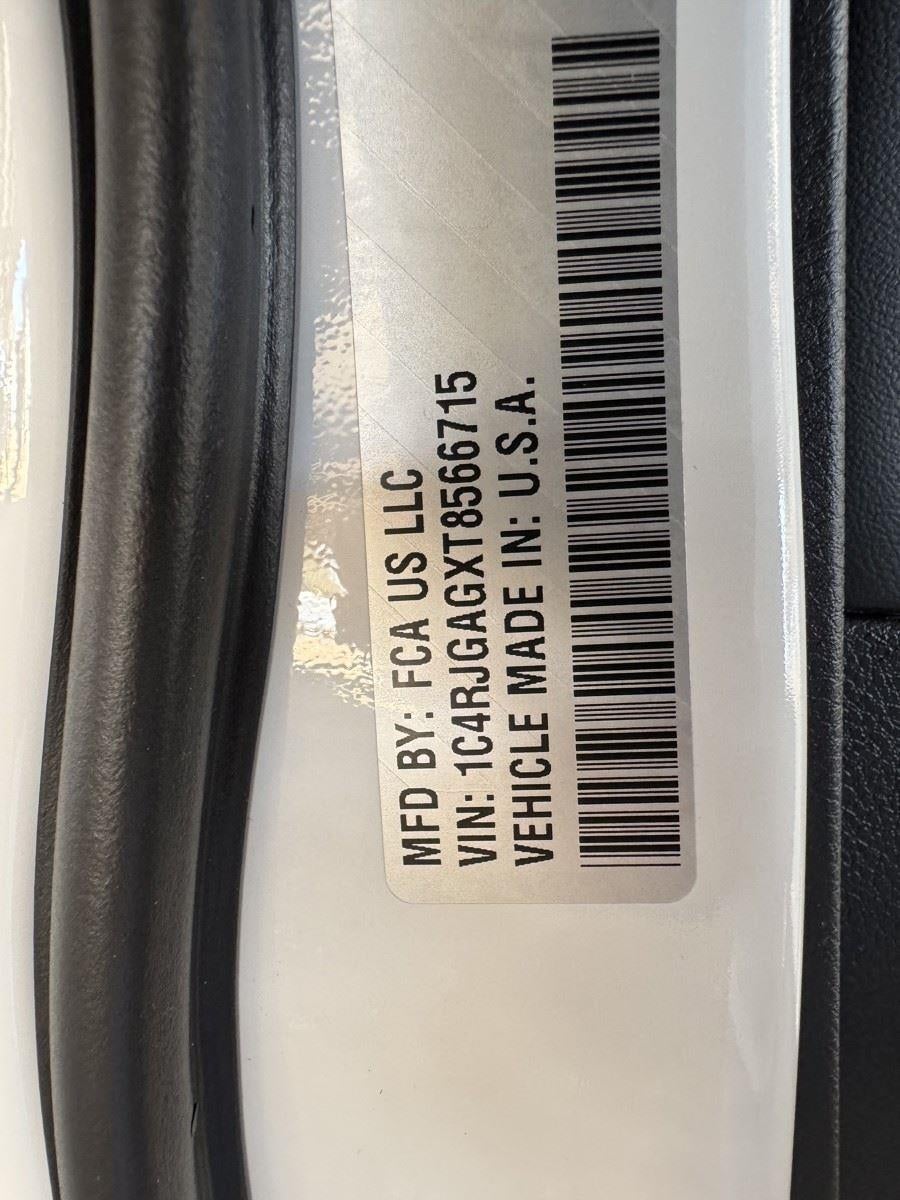 MFD BY: FCA US LLC
VIN: 1C4RJGAGXT8566715
VEHICLE MADE IN: U.S.A.